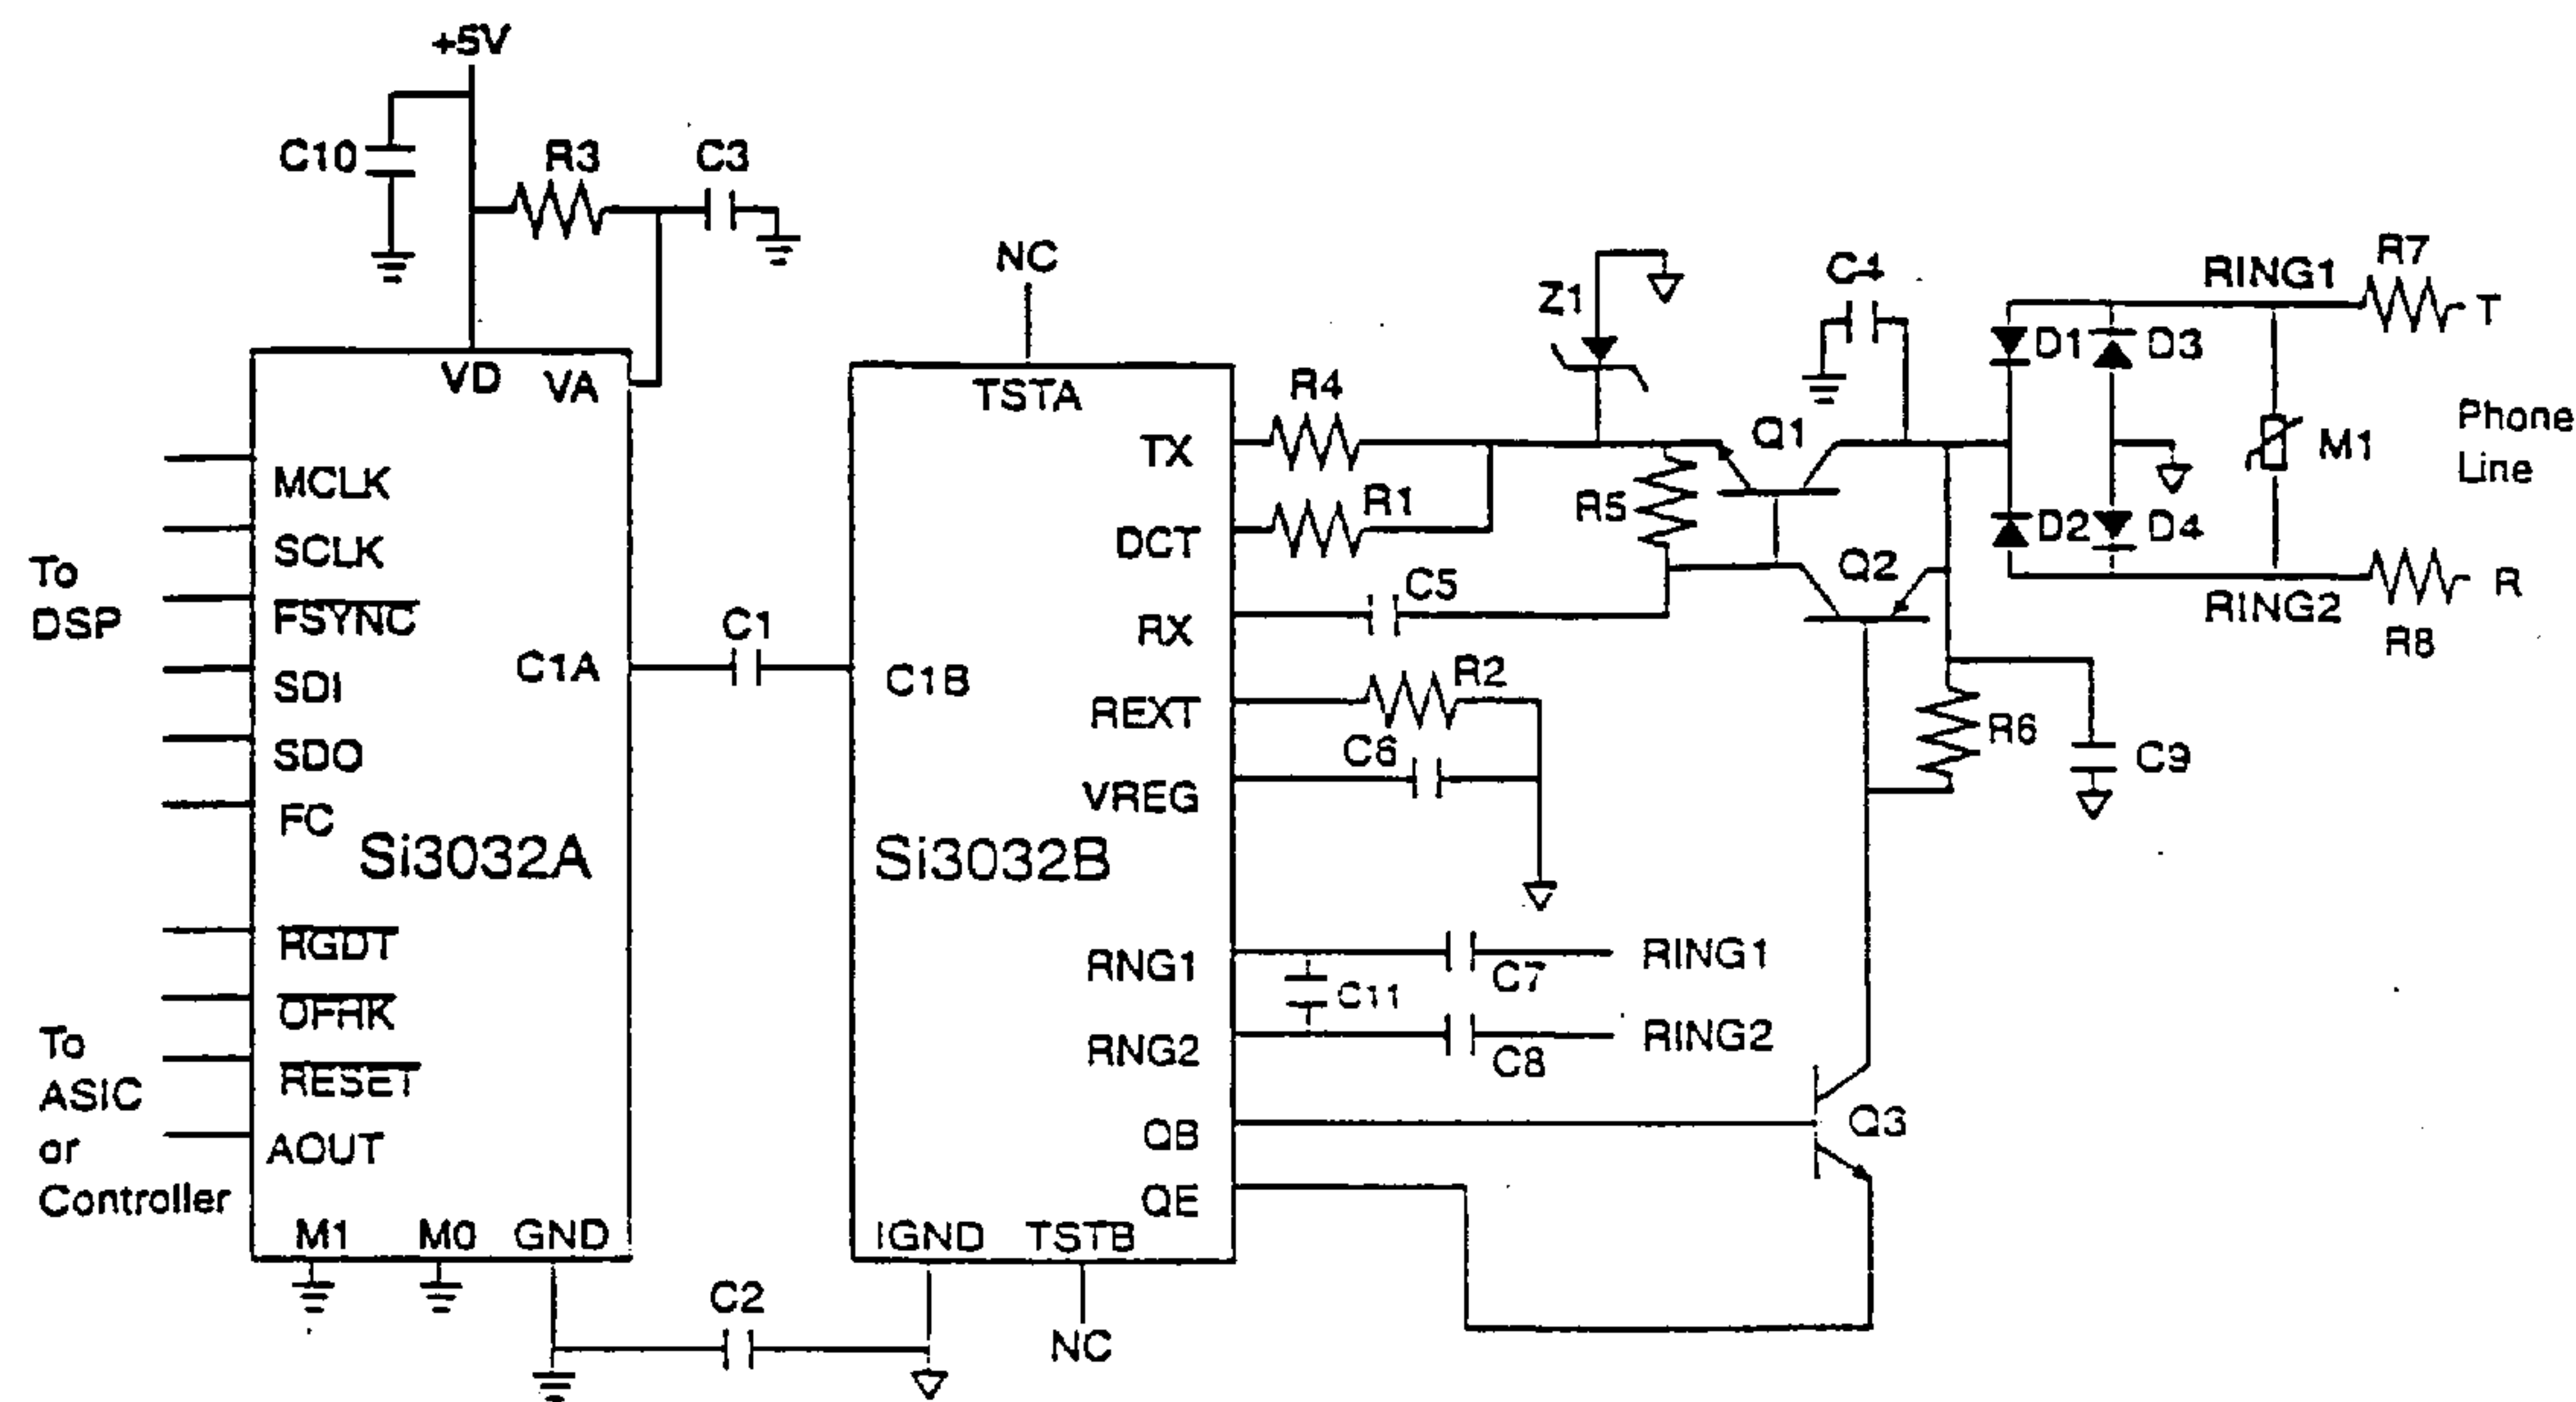 +5V
C10
R3
C3
NC
Z1
C4
RING1
R7
T
VD
VA
TSTA
R4
Q1
D1
D3
MCLK
TX
R1
R5
M1
Phone
Line
SCLK
DCT
Q2
D2
D4
To
DSP
FSYNC
C1A
C1
C1B
RX
C5
RING2
R
R8
SDI
REXT
R2
R6
SDO
VREG
C6
C9
FC
Si3032A
Si3032B
RGDT
RNG1
C7
RING1
C11
OFHK
RNG2
C8
RING2
To
ASIC
or
Controller
RESET
AOUT
QB
Q3
QE
M1
M0
GND
IGND
TSTB
C2
NC